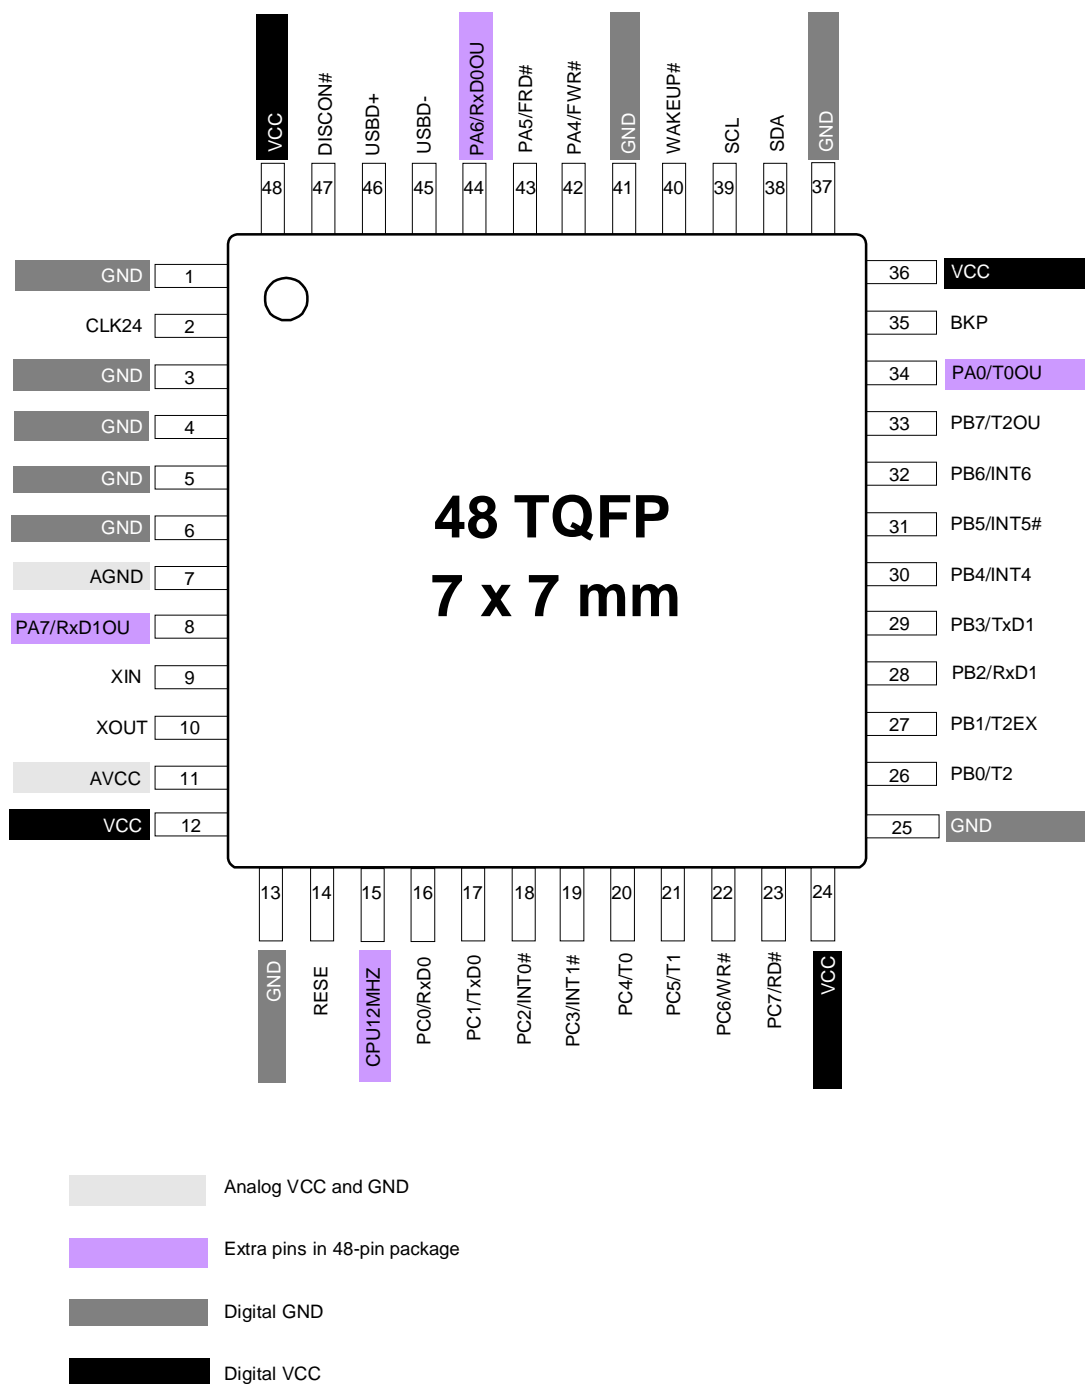 VCC
DISCON#
USBD+
USBD-
PA6/RxD0OU
PA5/FRD#
PA4/FWR#
GND
WAKEUP#
SCL
SDA
GND
48 47 46 45 44 43 42 41 40 39 38 37
GND 1
CLK24 2
GND 3
GND 4
GND 5
GND 6
AGND 7
PA7/RxD1OU 8
XIN 9
XOUT 10
AVCC 11
VCC 12
48 TQFP
7 x 7 mm
36 VCC
35 BKP
34 PA0/T0OU
33 PB7/T2OU
32 PB6/INT6
31 PB5/INT5#
30 PB4/INT4
29 PB3/TxD1
28 PB2/RxD1
27 PB1/T2EX
26 PB0/T2
25 GND
13 14 15 16 17 18 19 20 21 22 23 24
GND
RESE
CPU12MHZ
PC0/RxD0
PC1/TxD0
PC2/INT0#
PC3/INT1#
PC4/T0
PC5/T1
PC6/WR#
PC7/RD#
VCC
Analog VCC and GND
Extra pins in 48-pin package
Digital GND
Digital VCC